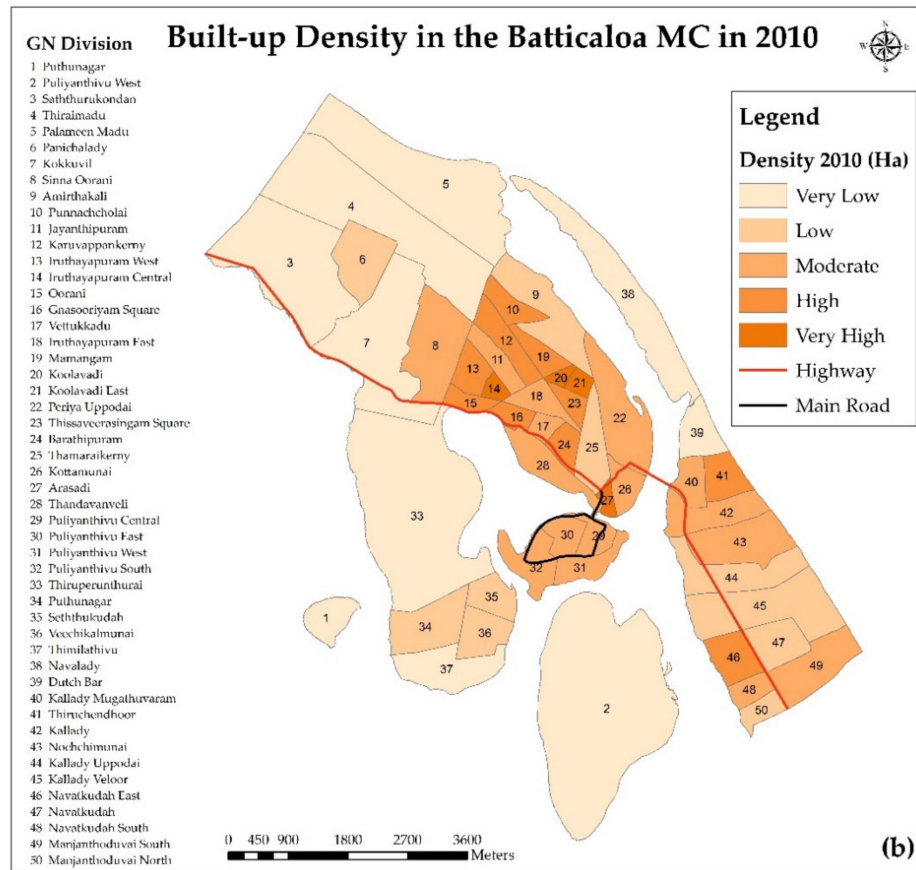 Built-up Density in the Batticaloa MC in 2010
N
W E
S
GN Division
1 Puthunagar
2 Puliyanthivu West
3 Saththurukondan
4 Thiraimadu
5 Palameen Madu
6 Panichalady
7 Kokkuvil
8 Sinna Oorani
9 Amirthakali
10 Punnachcholai
11 Jayanthipuram
12 Karuvappankerny
13 Iruthayapuram West
14 Iruthayapuram Central
15 Oorani
16 Gnasooriyam Square
17 Vettukkadu
18 Iruthayapuram East
19 Mamangam
20 Koolavadi
21 Koolavadi East
22 Periya Uppodai
23 Thissaveerasingam Square
24 Barathipuram
25 Thamaraikerny
26 Kottamunai
27 Arasadi
28 Thandavanveli
29 Puliyanthivu Central
30 Puliyanthivu East
31 Puliyanthivu West
32 Puliyanthivu South
33 Thiruperunthurai
34 Puthunagar
35 Seththukudah
36 Veechikalmunai
37 Thimilathivu
38 Navalady
39 Dutch Bar
40 Kallady Mugathuvaram
41 Thiruchendhoor
42 Kallady
43 Nochchimunai
44 Kallady Uppodai
45 Kallady Veloor
46 Navatkudah East
47 Navatkudah
48 Navatkudah South
49 Manjanthoduvai South
50 Manjanthoduvai North
Legend
Density 2010 (Ha)
Very Low
Low
Moderate
High
Very High
Highway
Main Road
5
4
3
6
38
9
10
7
8
12
19
11
13
20
21
14
18
23
15
16
17
22
24
25
28
39
40
41
26
27
42
33
30
29
43
32
31
44
35
45
34
1
36
47
46
49
37
48
50
2
0 450 900 1800 2700 3600
Meters
(b)